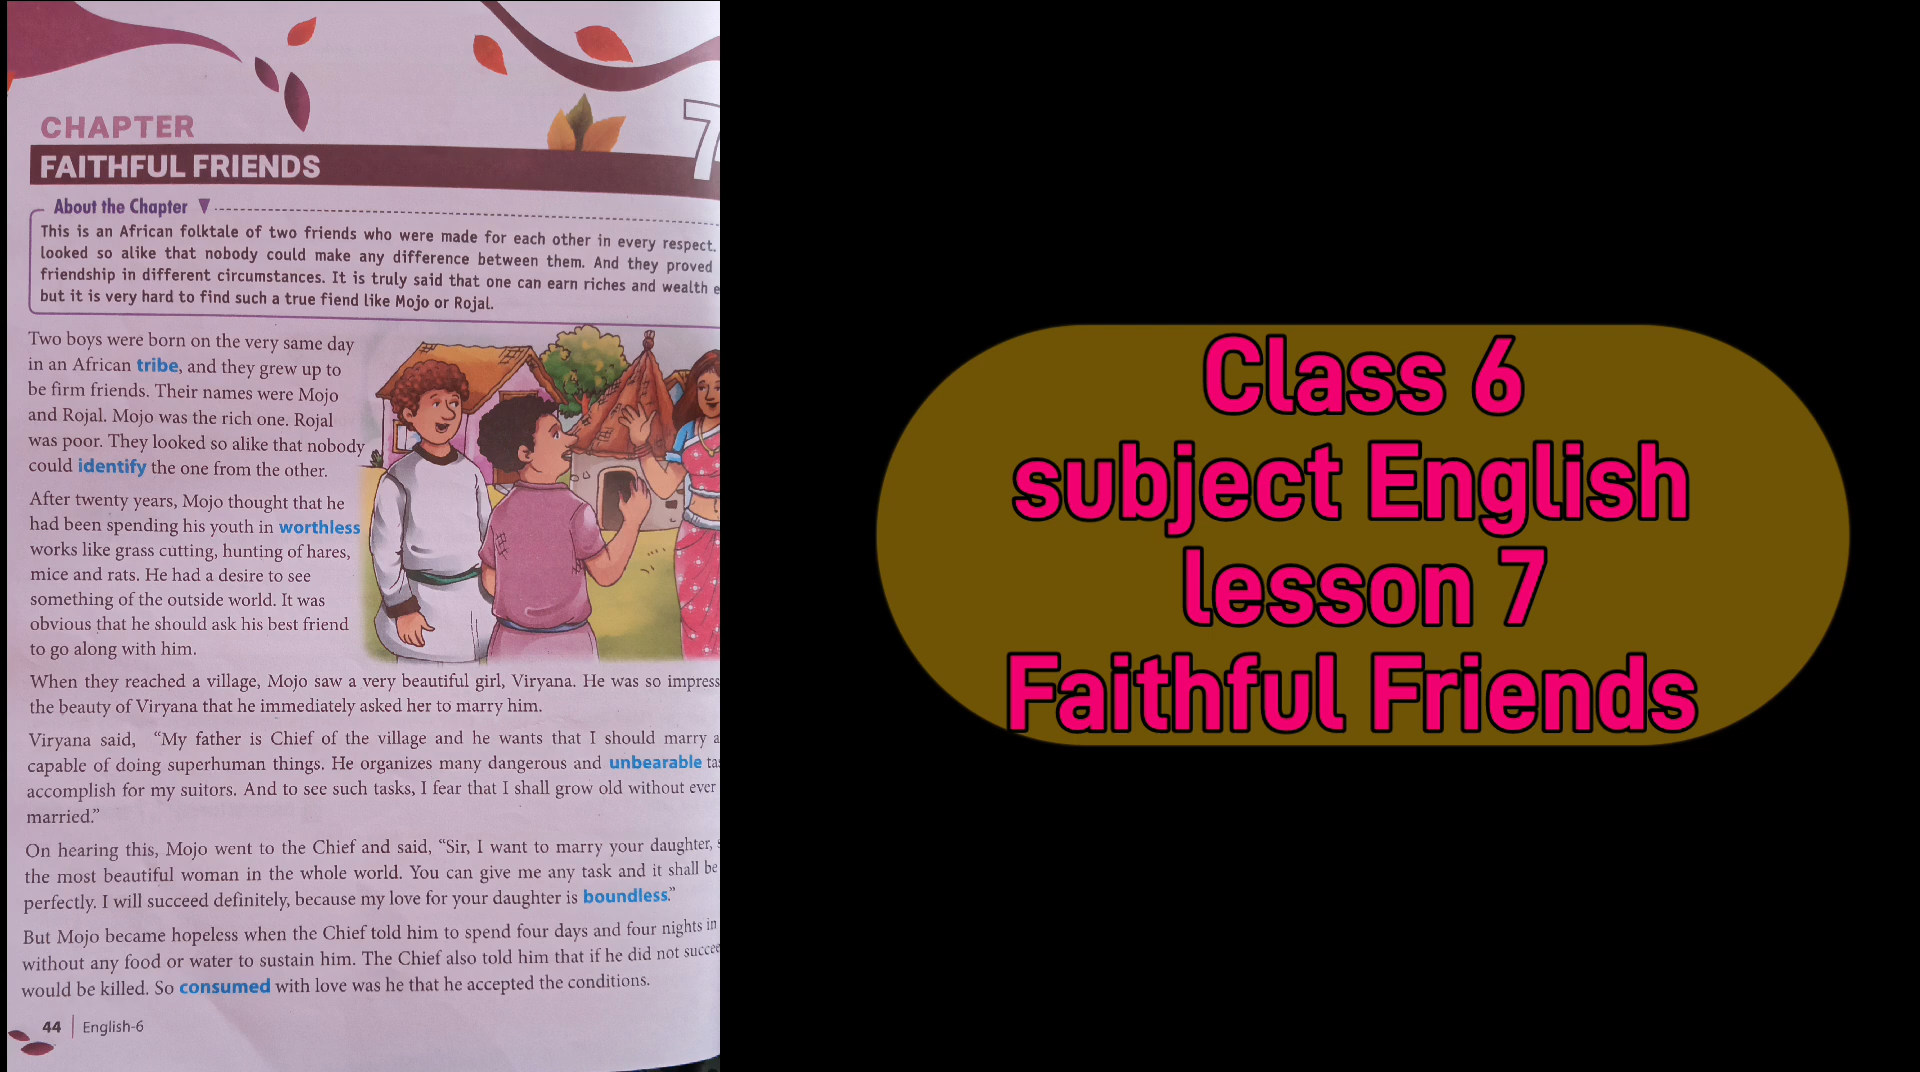 CHAPTER
7
FAITHFUL FRIENDS
About the Chapter
This is an African folktale of two friends who were made for each other in every respect.
looked so alike that nobody could make any difference between them. And they proved
friendship in different circumstances. It is truly said that one can earn riches and wealth
but it is very hard to find such a true fiend like Mojo or Rojal.
Two boys were born on the very same day
in an African tribe, and they grew up to
be firm friends. Their names were Mojo
and Rojal. Mojo was the rich one. Rojal
was poor. They looked so alike that nobody
could identify the one from the other.
After twenty years, Mojo thought that he
had been spending his youth in worthless
works like grass cutting, hunting of hares,
mice and rats. He had a desire to see
something of the outside world. It was
obvious that he should ask his best friend
to go along with him.
When they reached a village, Mojo saw a very beautiful girl, Viryana. He was so impress
the beauty of Viryana that he immediately asked her to marry him.
Viryana said, “My father is Chief of the village and he wants that I should marry a
capable of doing superhuman things. He organizes many dangerous and unbearable
accomplish for my suitors. And to see such tasks, I fear that I shall grow old without ever
married.”
On hearing this, Mojo went to the Chief and said, “Sir, I want to marry your daughter,
the most beautiful woman in the whole world. You can give me any task and it shall be
perfectly. I will succeed definitely, because my love for your daughter is boundless.”
But Mojo became hopeless when the Chief told him to spend four days and four nights in
without any food or water to sustain him. The Chief also told him that if he did not succee
would be killed. So consumed with love was he that he accepted the conditions.
44 | English-6
Class 6
subject English
lesson 7
Faithful Friends